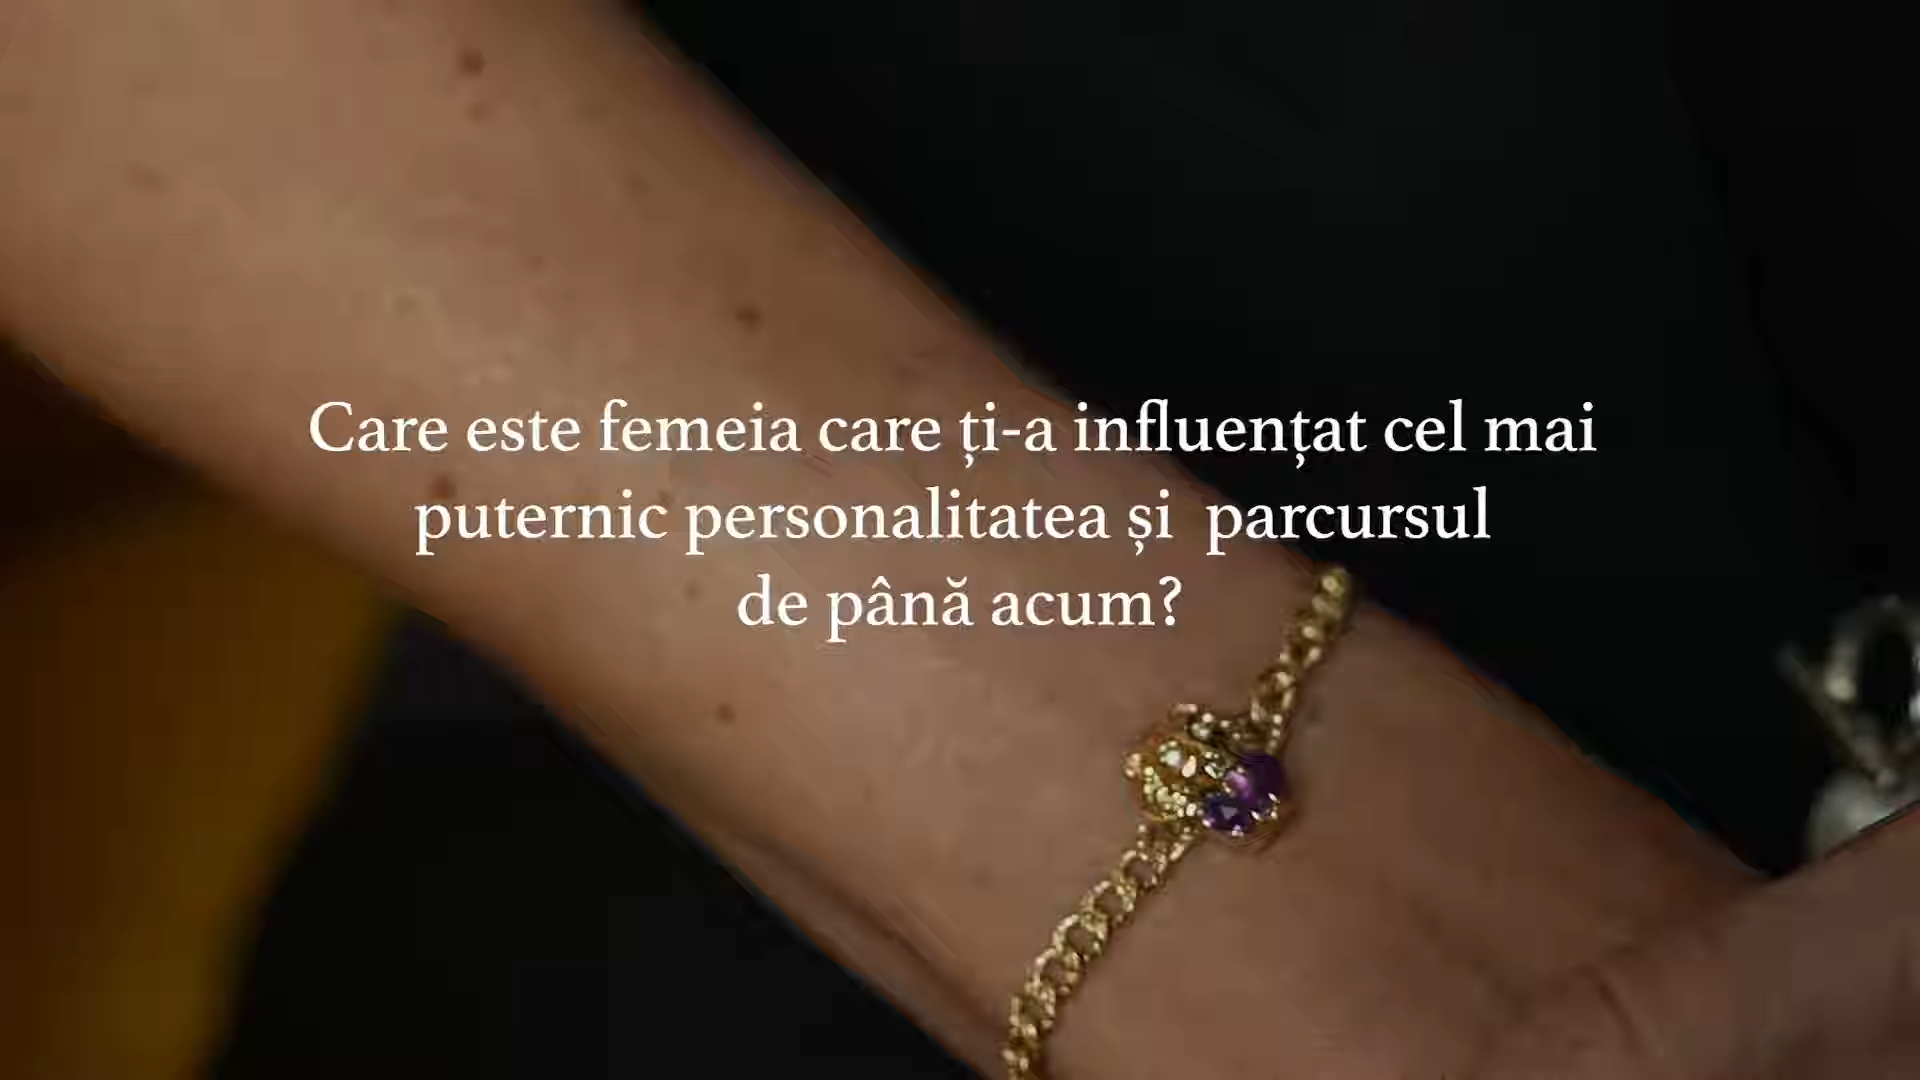 Care este femeia care ți-a influențat cel mai
puternic personalitatea și  parcursul
de până acum?